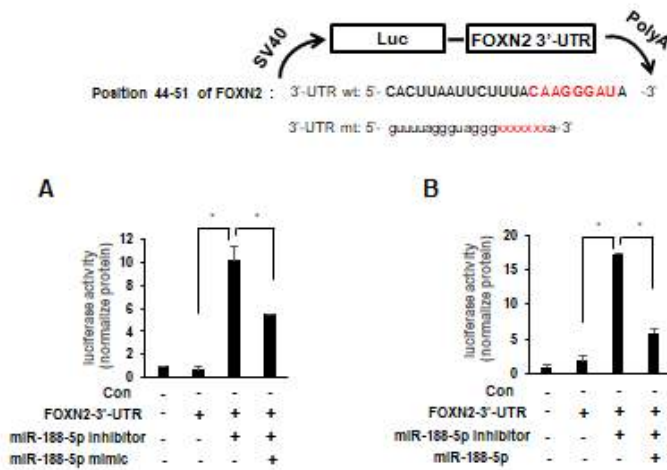 SV40
Luc
FOXN2 3'-UTR
PolyA
Position 44-51 of FOXN2 : 3'-UTR wt: 5'- CACUUAAUUCUUUACAAGGGAUA -3'
3'-UTR mt: 5'- guuuuaggguagggxxxxxxxa-3'
A
luciferase activity
(normalize protein)
12
10
8
6
4
2
0
* *
Con - - - -
FOXN2-3'-UTR - + + +
miR-188-5p inhibitor - - + +
miR-188-5p mimic - - - +
B
luciferase activity
(normalize protein)
20
15
10
5
0
* *
Con - - - -
FOXN2-3'-UTR - + + +
miR-188-5p inhibitor - - + +
miR-188-5p - - - +